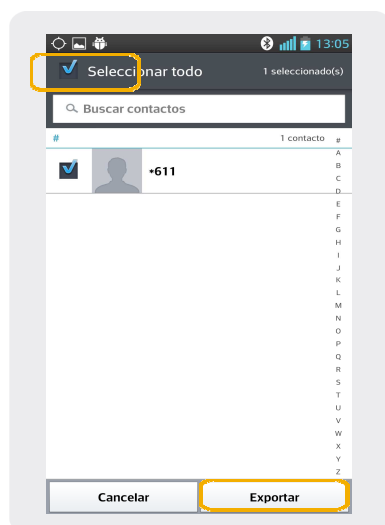 13:05
Seleccionar todo 1 seleccionado(s)
Buscar contactos
# 1 contacto
*611
#
A
B
C
D
E
F
G
H
I
J
K
L
M
N
O
P
Q
R
S
T
U
V
W
X
Y
Z
Cancelar Exportar